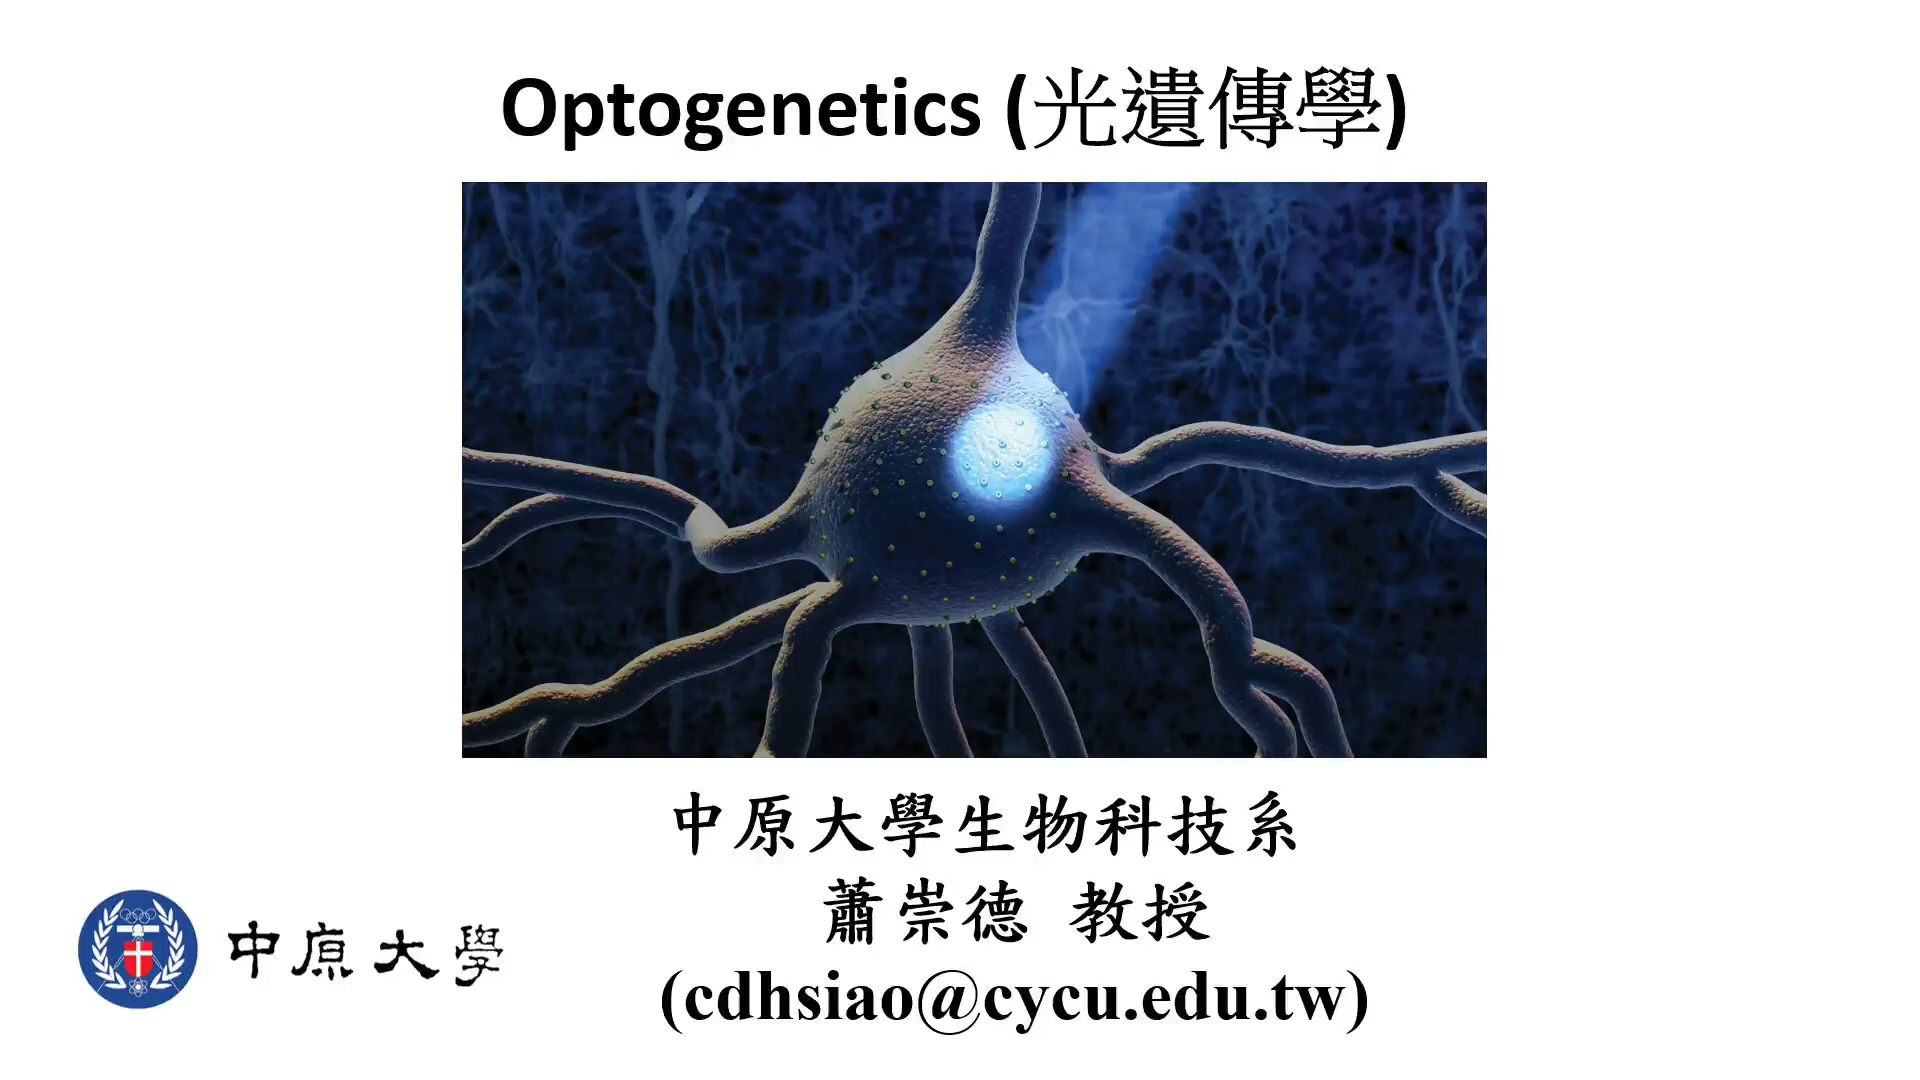 Optogenetics (光遺傳學)
中原大學生物科技系
蕭崇德 教授
(cdhsiao@cycu.edu.tw)
中原大學